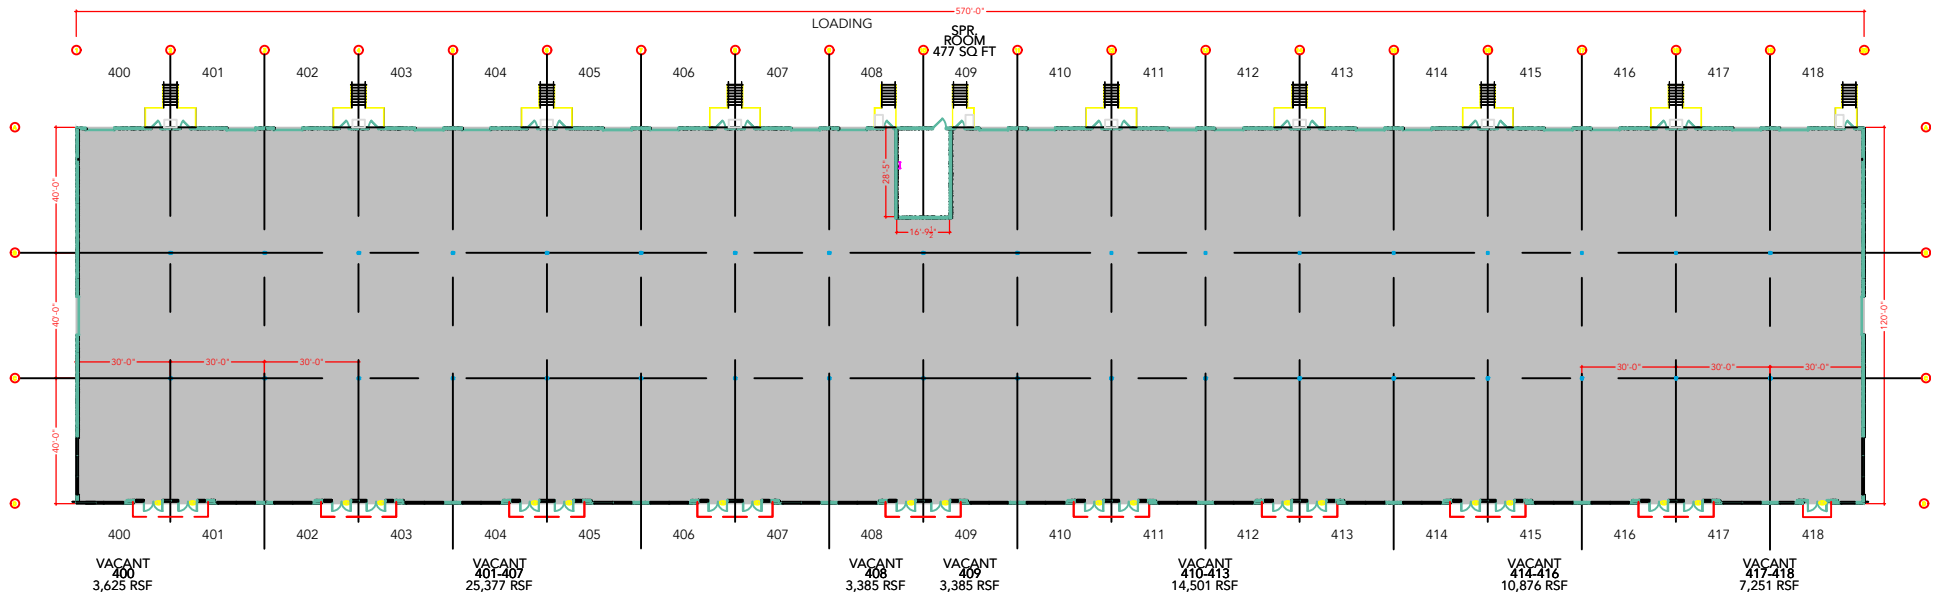 570'-0"
LOADING
SPR.
ROOM
477 SQ FT
400 401 402 403 404 405 406 407 408 409 410 411 412 413 414 415 416 417 418
40'-0"
28'-5"
16'-9½"
40'-0"
120'-0"
30'-0" 30'-0" 30'-0" 30'-0" 30'-0" 30'-0"
40'-0"
400 401 402 403 404 405 406 407 408 409 410 411 412 413 414 415 416 417 418
VACANT VACANT VACANT VACANT VACANT VACANT VACANT
400 401-407 408 409 410-413 414-416 417-418
3,625 RSF 25,377 RSF 3,385 RSF 3,385 RSF 14,501 RSF 10,876 RSF 7,251 RSF